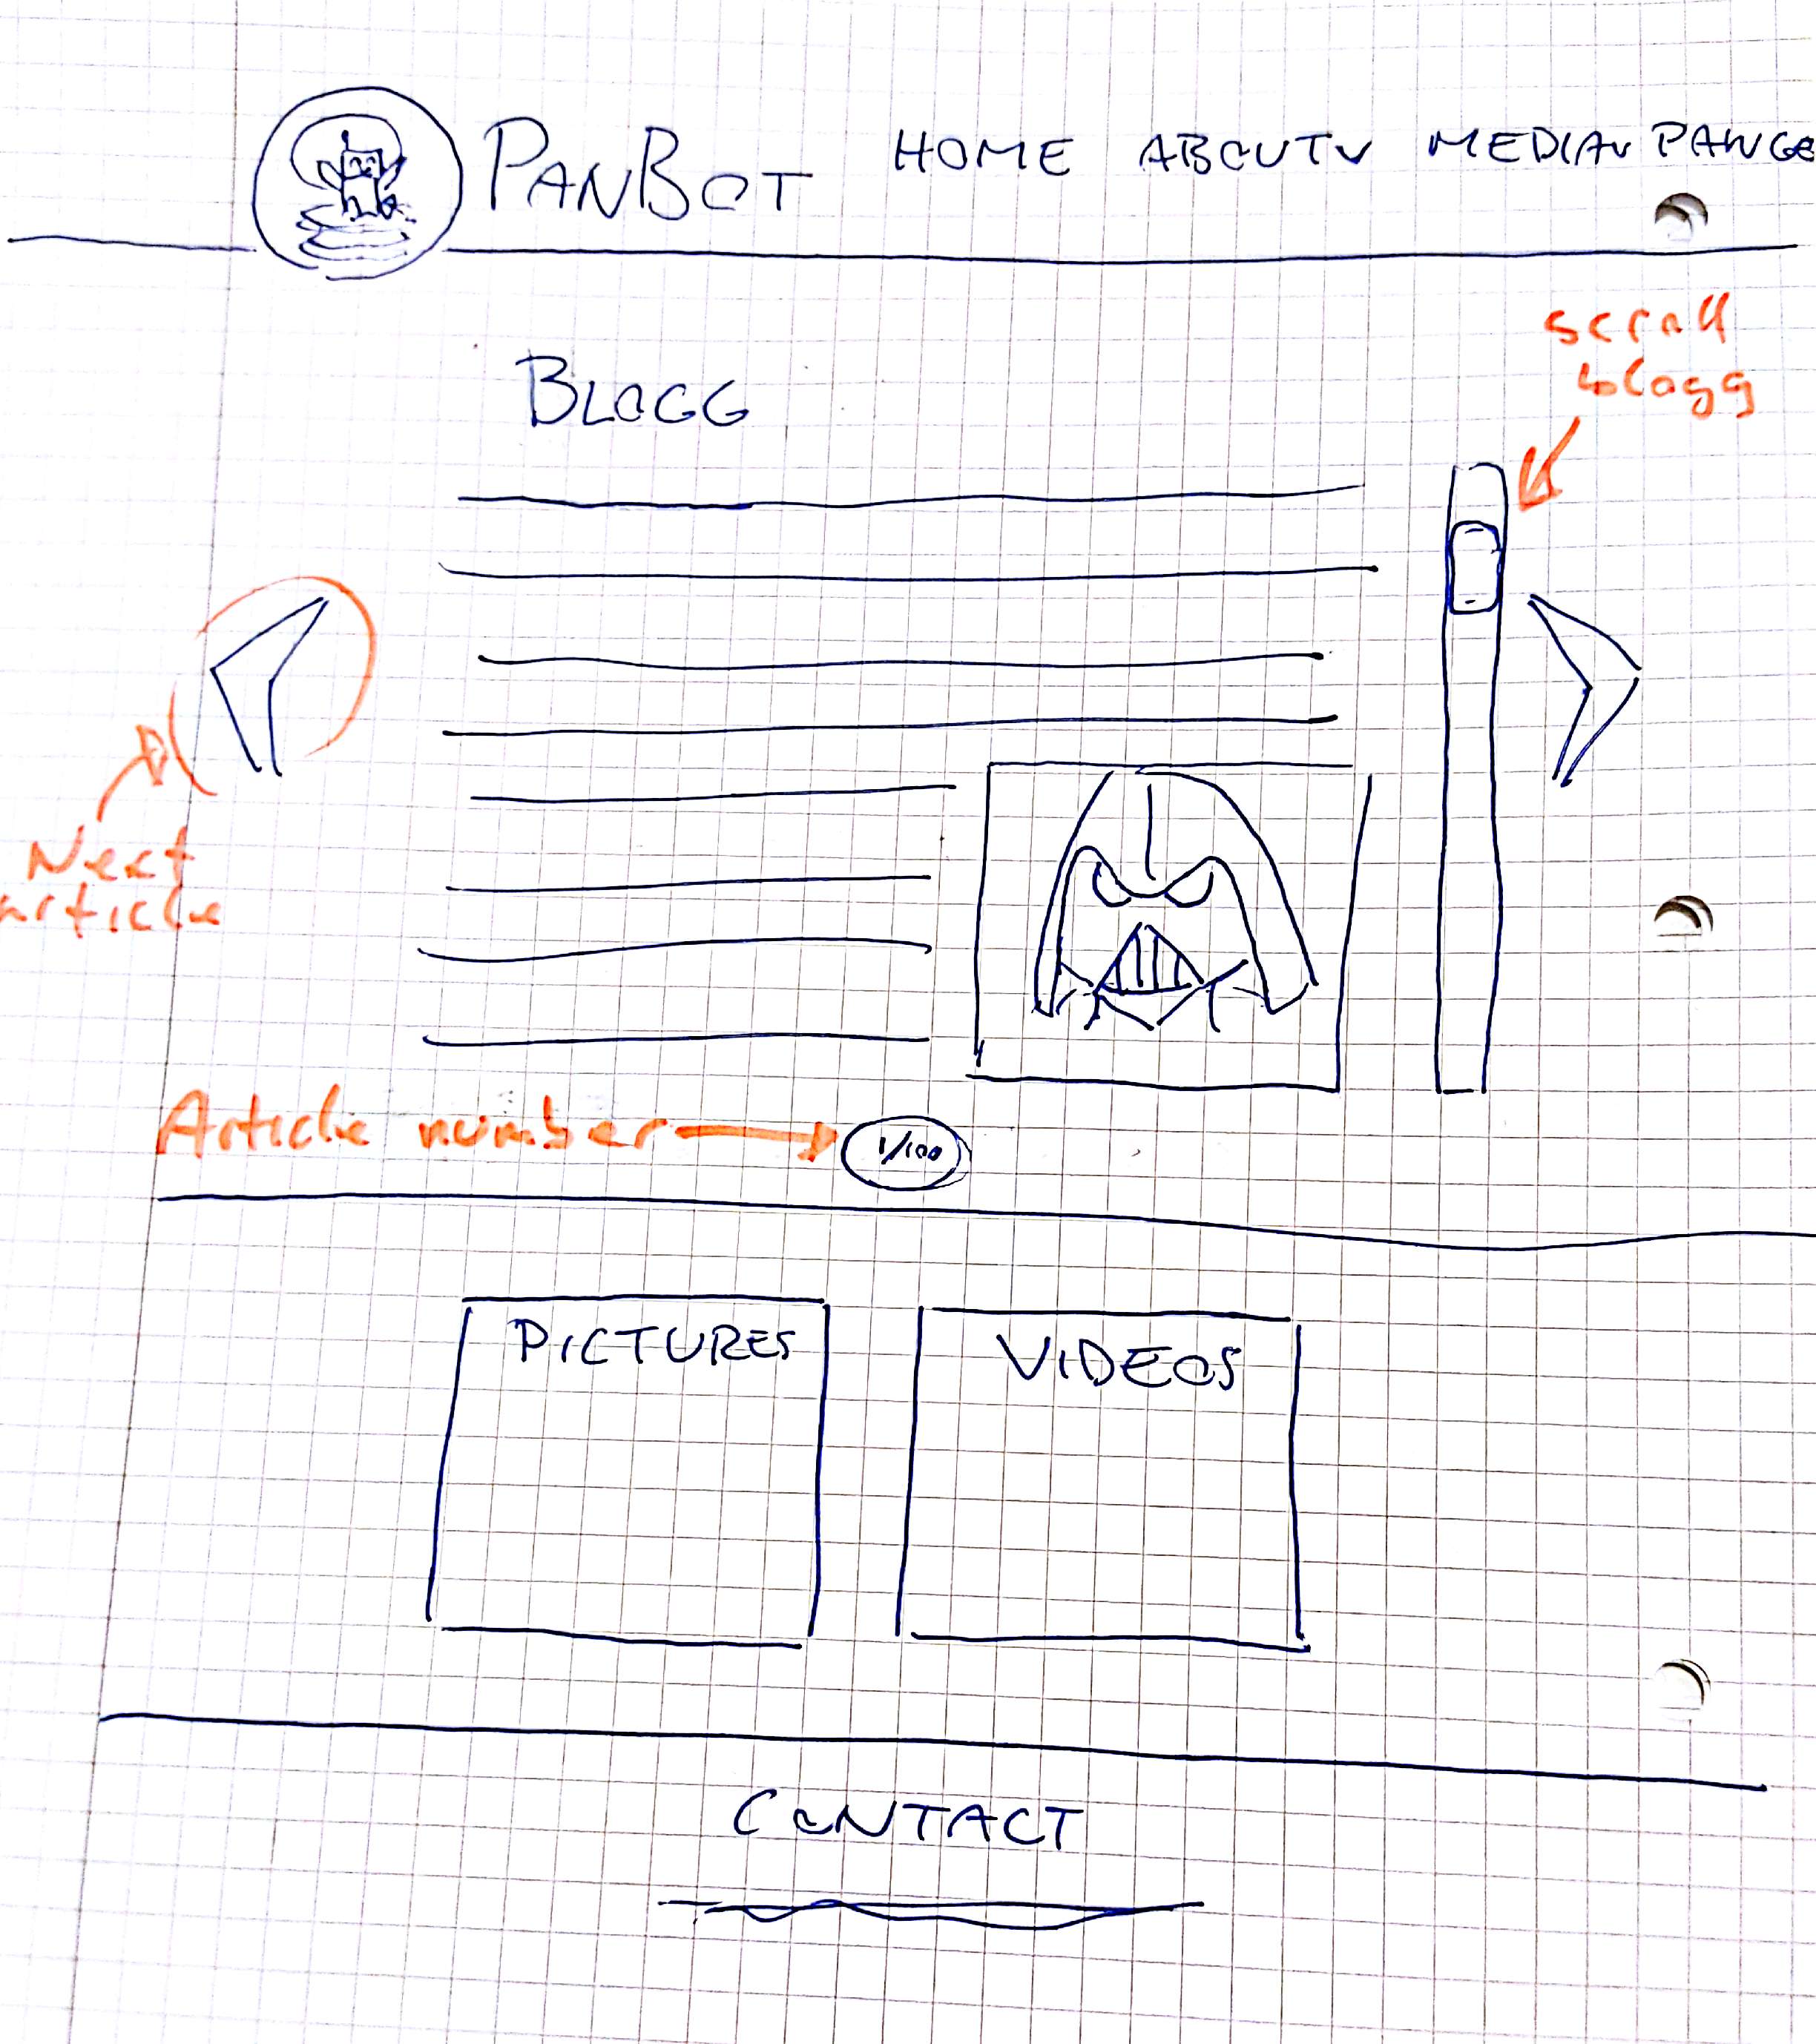 PANBOT HOME ABOUT MEDIA PANGE
scroll
blogg
BLOGG
Next
article
Article number 1/100
PICTURES VIDEOS
CONTACT